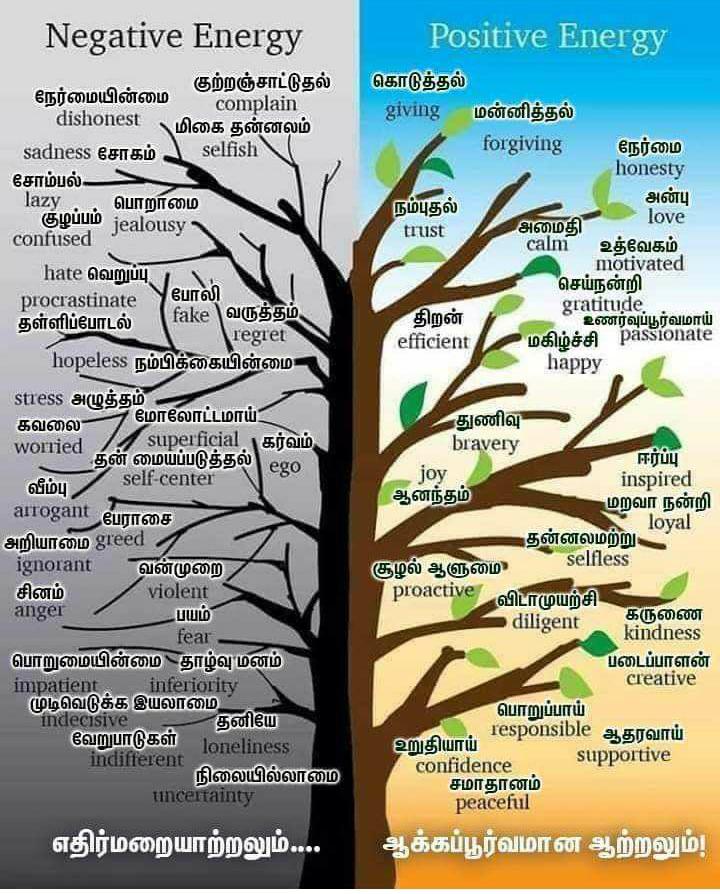 Negative Energy
குற்றஞ்சாட்டுதல்
complain
நேர்மையின்மை
dishonest
மிகை தன்னலம்
selfish
sadness சோகம்
சோம்பல்
lazy
பொறாமை
jealousy
குழப்பம்
confused
hate வெறுப்பு
procrastinate
தள்ளிப்போடல்
போலி
fake
வருத்தம்
regret
hopeless நம்பிக்கையின்மை
stress அழுத்தம்
கவலை
worried
மோலோட்டமாய்
superficial
கர்வம்
ego
தன் மையப்படுத்தல்
self-center
வீம்பு
arrogant
பேராசை
greed
அறியாமை
ignorant
வன்முறை
violent
சினம்
anger
பயம்
fear
பொறுமையின்மை
impatient
தாழ்வு மனம்
inferiority
முடிவெடுக்க இயலாமை
indecisive
தனியே
loneliness
வேறுபாடுகள்
indifferent
நிலையில்லாமை
uncertainty
எதிர்மறையாற்றலும்....
Positive Energy
கொடுத்தல்
giving
மன்னித்தல்
forgiving
நேர்மை
honesty
அன்பு
love
நம்புதல்
trust
அமைதி
calm
உத்வேகம்
motivated
செய்நன்றி
gratitude
திறன்
efficient
உணர்வுப்பூர்வமாய்
passionate
மகிழ்ச்சி
happy
துணிவு
bravery
joy
ஆனந்தம்
ஈர்ப்பு
inspired
மறவா நன்றி
loyal
தன்னலமற்று
selfless
சூழல் ஆளுமை
proactive
விடாமுயற்சி
diligent
கருணை
kindness
படைப்பாளன்
creative
பொறுப்பாய்
responsible
ஆதரவாய்
supportive
உறுதியாய்
confidence
சமாதானம்
peaceful
ஆக்கப்பூர்வமான ஆற்றலும்!